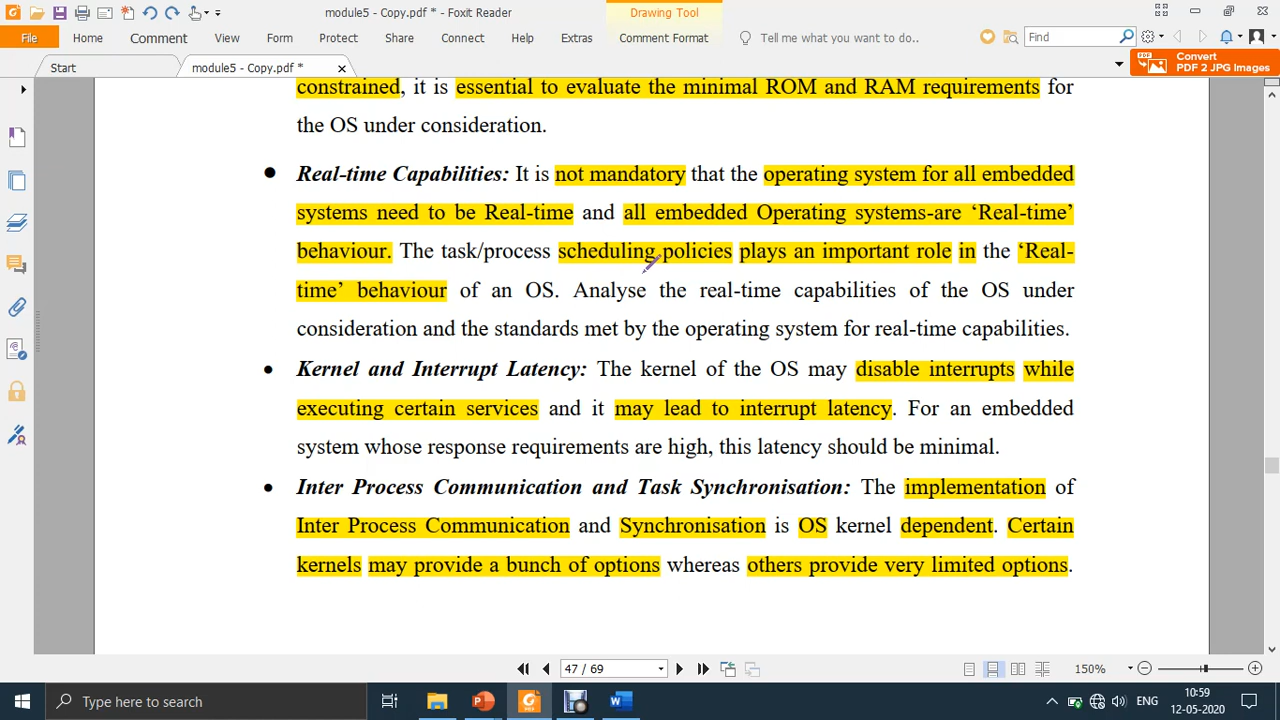 module5 - Copy.pdf * - Foxit Reader
Drawing Tool
File Home Comment View Form Protect Share Connect Help Extras Comment Format Tell me what you want to do.. Find
Start module5 - Copy.pdf *
Convert
PDF 2 JPG Images
constrained, it is essential to evaluate the minimal ROM and RAM requirements for
the OS under consideration.
• Real-time Capabilities: It is not mandatory that the operating system for all embedded
systems need to be Real-time and all embedded Operating systems-are ‘Real-time’
behaviour. The task/process scheduling policies plays an important role in the ‘Real-
time’ behaviour of an OS. Analyse the real-time capabilities of the OS under
consideration and the standards met by the operating system for real-time capabilities.
• Kernel and Interrupt Latency: The kernel of the OS may disable interrupts while
executing certain services and it may lead to interrupt latency. For an embedded
system whose response requirements are high, this latency should be minimal.
• Inter Process Communication and Task Synchronisation: The implementation of
Inter Process Communication and Synchronisation is OS kernel dependent. Certain
kernels may provide a bunch of options whereas others provide very limited options.
47 / 69 150%
Type here to search ENG 10:59
12-05-2020